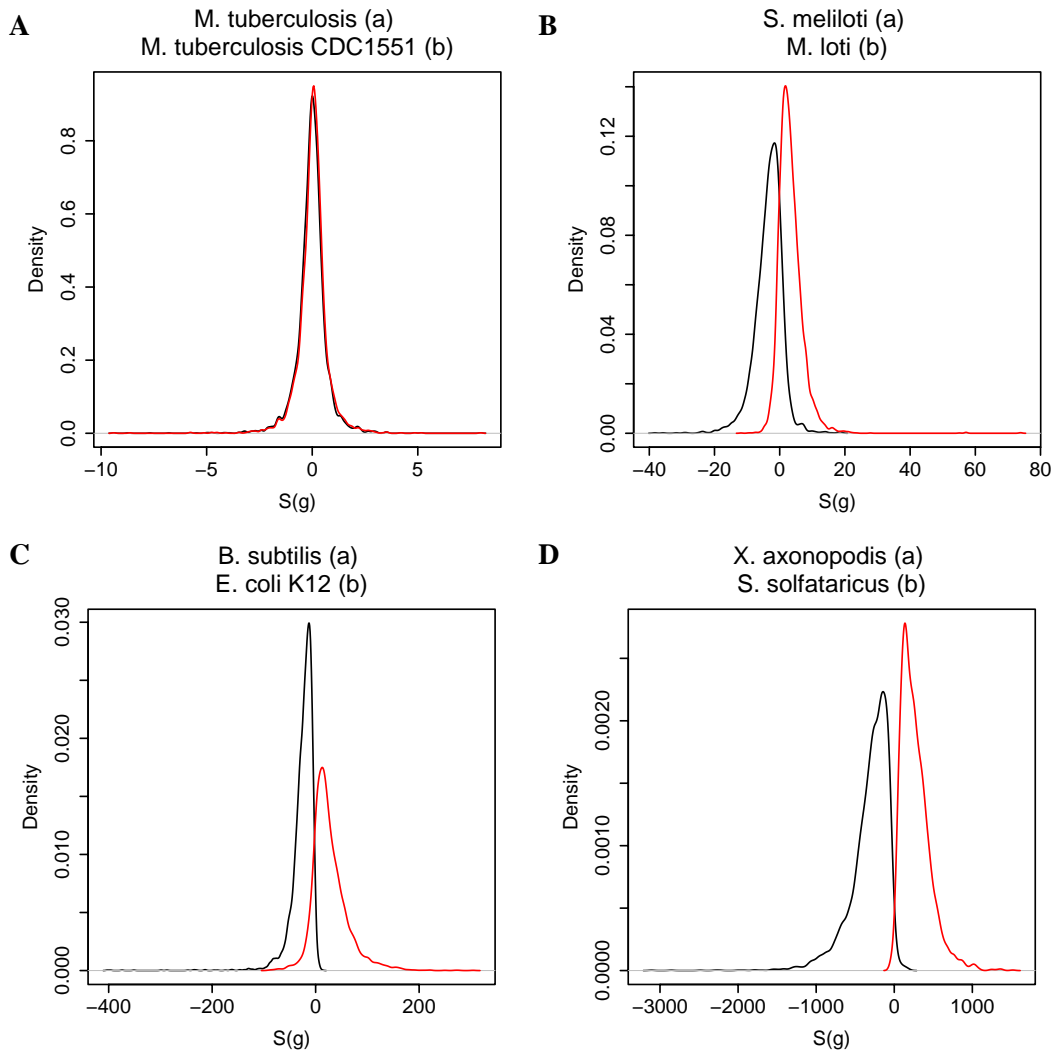 A
M. tuberculosis (a)
M. tuberculosis CDC1551 (b)
Density
0.0 0.2 0.4 0.6 0.8
−10 −5 0 5
S(g)
B
S. meliloti (a)
M. loti (b)
Density
0.00 0.04 0.08 0.12
−40 −20 0 20 40 60 80
S(g)
C
B. subtilis (a)
E. coli K12 (b)
Density
0.000 0.010 0.020 0.030
−400 −200 0 200
S(g)
D
X. axonopodis (a)
S. solfataricus (b)
Density
0.0000 0.0010 0.0020
−3000 −2000 −1000 0 1000
S(g)